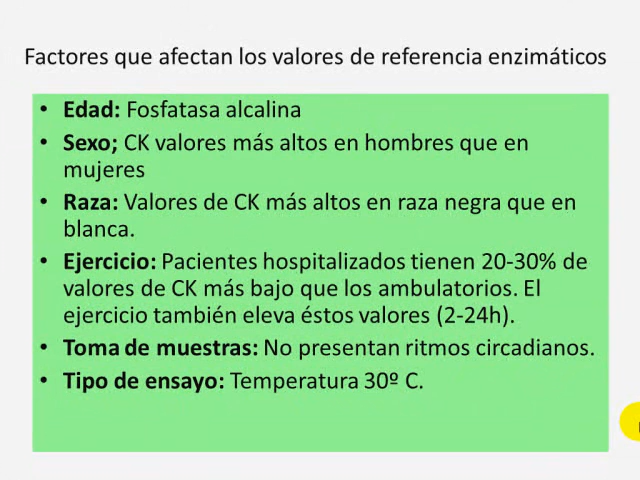 Factores que afectan los valores de referencia enzimáticos
• Edad: Fosfatasa alcalina
• Sexo; CK valores más altos en hombres que en
mujeres
• Raza: Valores de CK más altos en raza negra que en
blanca.
• Ejercicio: Pacientes hospitalizados tienen 20-30% de
valores de CK más bajo que los ambulatorios. El
ejercicio también eleva éstos valores (2-24h).
• Toma de muestras: No presentan ritmos circadianos.
• Tipo de ensayo: Temperatura 30º C.